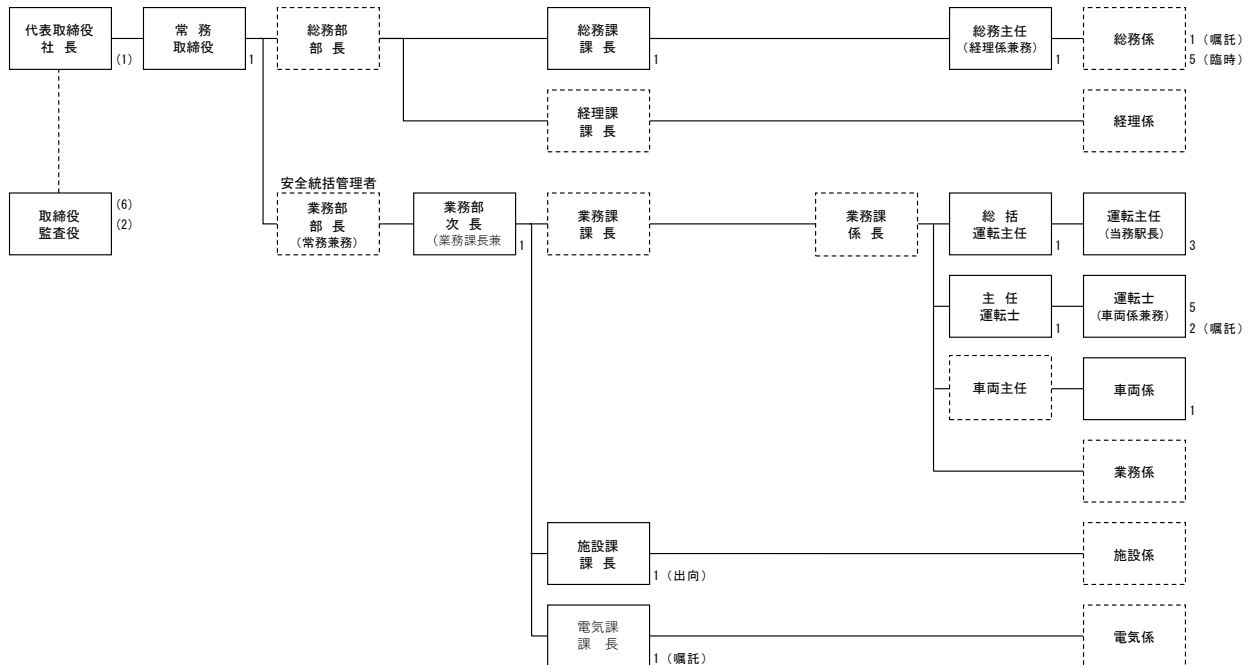 代表取締役
社 長
(1)
常 務
取締役
1
総務部
部 長
総務課
課 長
1
総務主任
(経理係兼務)
1
総務係
1 (嘱託)
5 (臨時)
経理課
課 長
経理係
取締役
監査役
(6)
(2)
安全統括管理者
業務部
部 長
(常務兼務)
業務部
次 長
(業務課長兼
1
業務課
課 長
業務課
係 長
総 括
運転主任
1
運転主任
(当務駅長)
3
主 任
運転士
1
運転士
(車両係兼務)
5
2 (嘱託)
車両主任
車両係
1
業務係
施設課
課 長
1 (出向)
施設係
電気課
課 長
1 (嘱託)
電気係